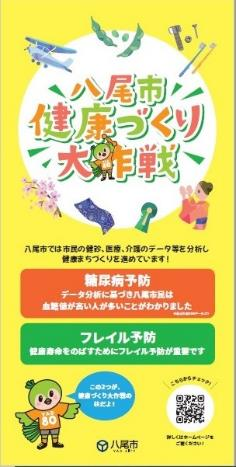 八尾市
健康づくり
大作戦
八尾市では市民の健診、医療、介護のデータ等を分析し
健康まちづくりを進めています！
糖尿病予防
データ分析に基づき八尾市民は
血糖値が高い人が多いことがわかりました
フレイル予防
健康寿命をのばすためにフレイル予防が重要です
この2つが、
健康づくり大作戦の
柱だよ！
こちらからチェック！
YAO
80
八尾市
詳しくはホームページを
ご覧ください！